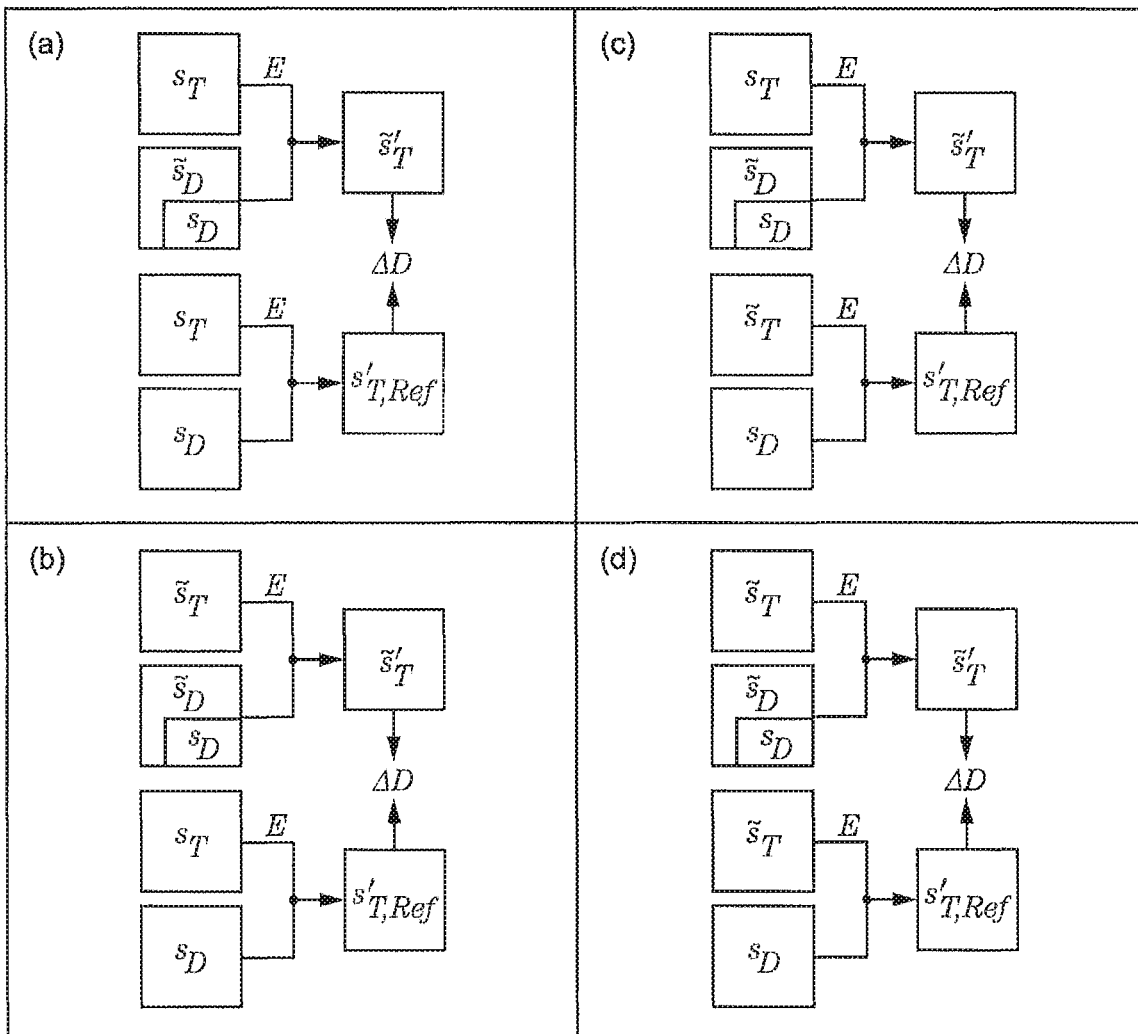 (a)
s_T E
s̃'_T
s̃_D
s_D
ΔD
s_T E
s'_T,Ref
s_D
(c)
s_T E
s̃'_T
s̃_D
s_D
ΔD
s̃_T E
s'_T,Ref
s_D
(b)
s̃_T E
s̃'_T
s̃_D
s_D
ΔD
s_T E
s'_T,Ref
s_D
(d)
s̃_T E
s̃'_T
s̃_D
s_D
ΔD
s̃_T E
s'_T,Ref
s_D